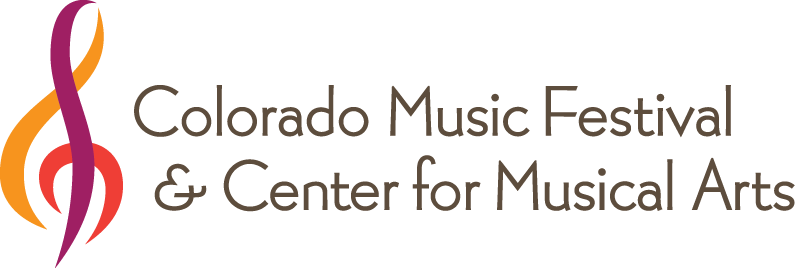 Colorado Music Festival
& Center for Musical Arts